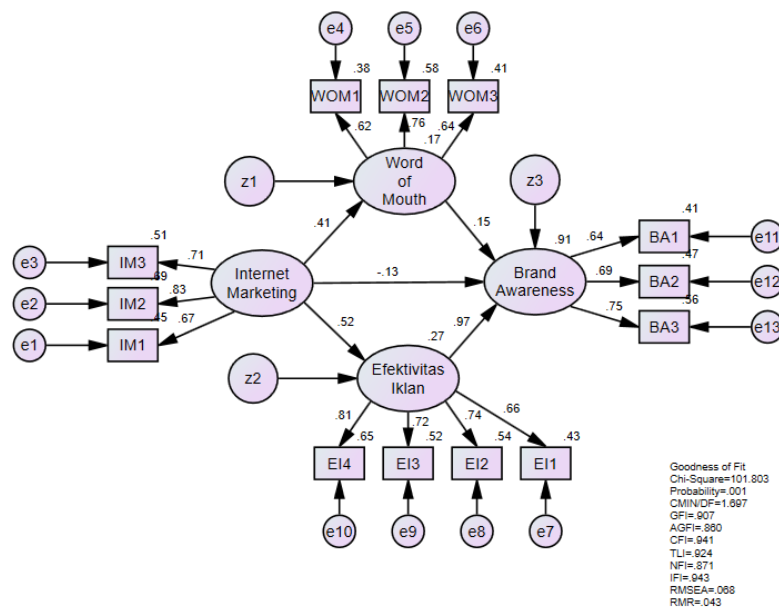 e4 e5 e6
.38 .58 .41
WOM1 WOM2 WOM3
.62 .76 .64
.17
z1
Word
of
Mouth
z3
.41 .15
.91 .64 .41
BA1 e11
.51
e3 IM3 .71
Internet
Marketing
-.13
Brand
Awareness
.69 BA2 .47 e12
.69
e2 IM2 .83
.75 BA3 .56 e13
.45
e1 IM1 .67
.52 .97
.27
z2
Efektivitas
Iklan
.81 .72 .74 .66
.65 .52 .54 .43
EI4 EI3 EI2 EI1
e10 e9 e8 e7
Goodness of Fit
Chi-Square=101.803
Probability=.001
CMIN/DF=1.697
GFI=.907
AGFI=.860
CFI=.941
TLI=.924
NFI=.871
IFI=.943
RMSEA=.068
RMR=.043